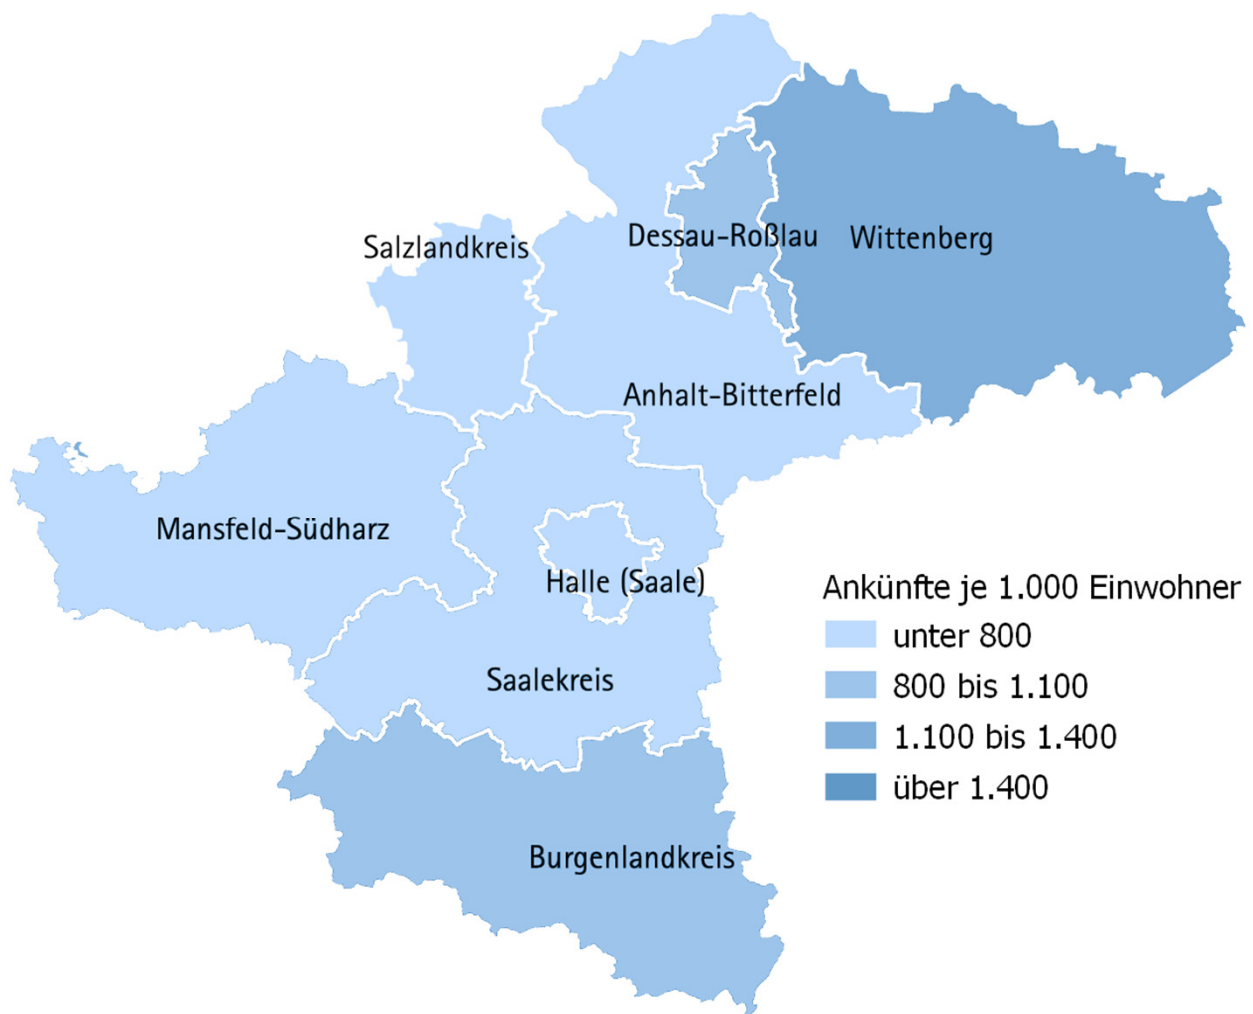 Dessau-Roßlau
Wittenberg
Salzlandkreis
Anhalt-Bitterfeld
Mansfeld-Südharz
Halle (Saale)
Saalekreis
Burgenlandkreis
Ankünfte je 1.000 Einwohner
unter 800
800 bis 1.100
1.100 bis 1.400
über 1.400